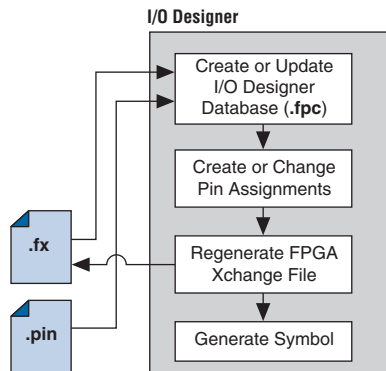 I/O Designer
Create or Update
I/O Designer
Database (.fpc)
Create or Change
Pin Assignments
.fx
Regenerate FPGA
Xchange File
.pin
Generate Symbol